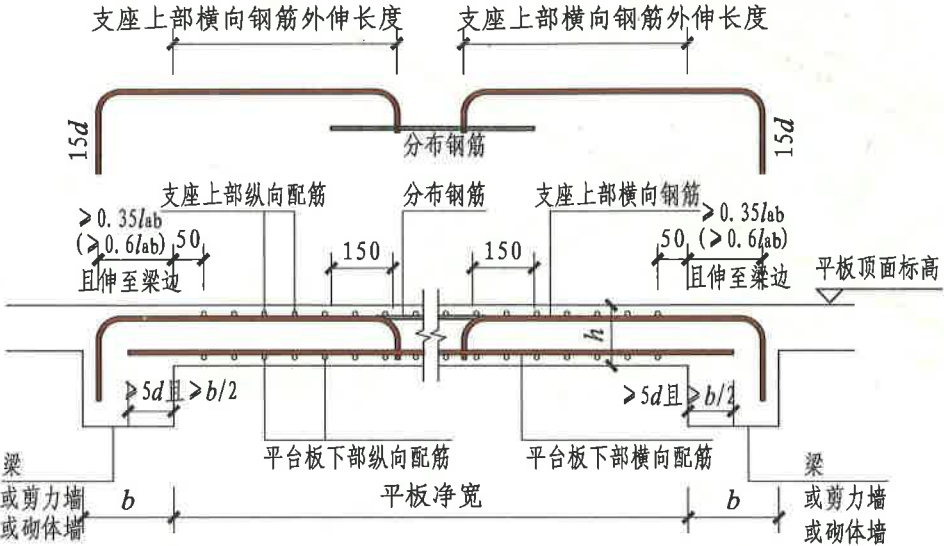 支座上部横向钢筋外伸长度 支座上部横向钢筋外伸长度
15d 15d
分布钢筋
支座上部纵向配筋 分布钢筋 支座上部横向钢筋
≥0.35lab ≥0.35lab
(≥0.6lab) 50 150 150 50 (≥0.6lab)
且伸至梁边 且伸至梁边 平板顶面标高
h
≥5d且≥b/2 ≥5d且≥b/2
平台板下部纵向配筋 平台板下部横向配筋
梁 梁
或剪力墙 b 平板净宽 b 或剪力墙
或砌体墙 或砌体墙